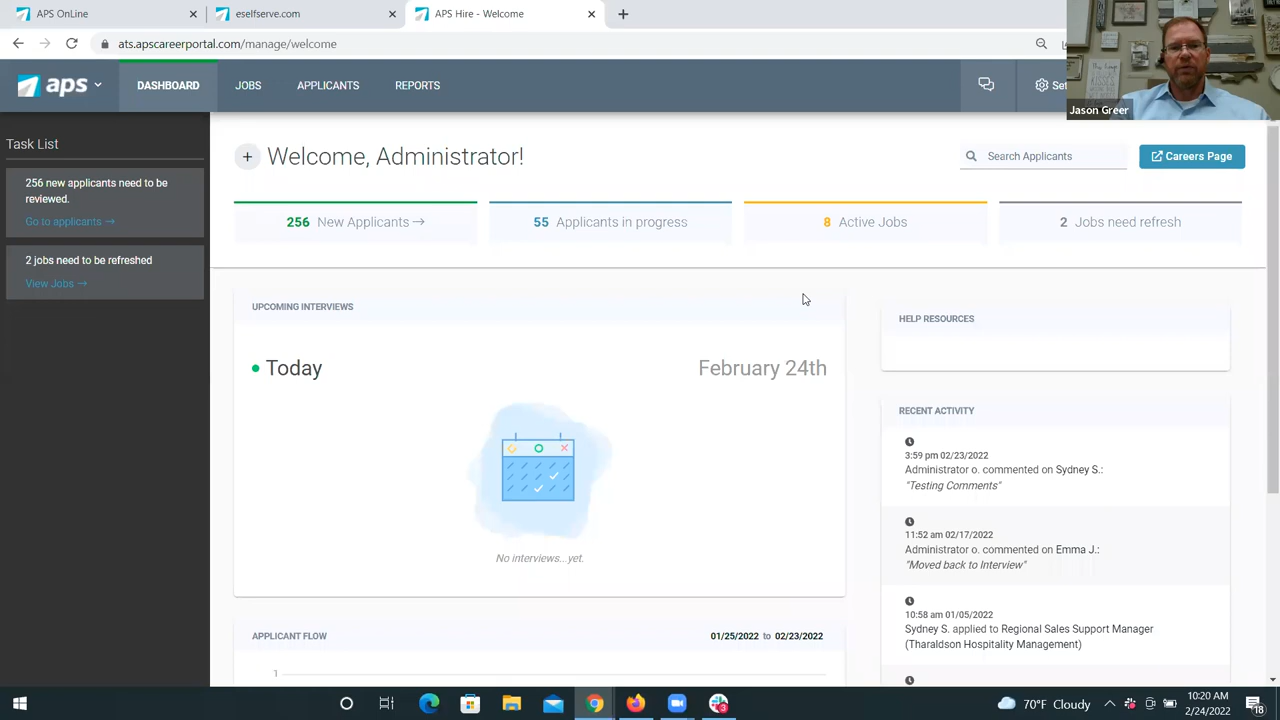 APS OnLine
eselfserve.com
APS Hire - Welcome
ats.apscareerportal.com/manage/welcome
aps
DASHBOARD
JOBS
APPLICANTS
REPORTS
Jason Greer
Task List
256 new applicants need to be
reviewed.
Go to applicants →
2 jobs need to be refreshed
View Jobs →
+ Welcome, Administrator!
Search Applicants
Careers Page
256 New Applicants →
55 Applicants in progress
8 Active Jobs
2 Jobs need refresh
UPCOMING INTERVIEWS
Today
February 24th
No interviews...yet.
APPLICANT FLOW
01/25/2022 to 02/23/2022
1
HELP RESOURCES
RECENT ACTIVITY
3:59 pm 02/23/2022
Administrator o. commented on Sydney S.:
"Testing Comments"
11:52 am 02/17/2022
Administrator o. commented on Emma J.:
"Moved back to Interview"
10:58 am 01/05/2022
Sydney S. applied to Regional Sales Support Manager
(Tharaldson Hospitality Management)
3
70°F Cloudy
10:20 AM
2/24/2022
18